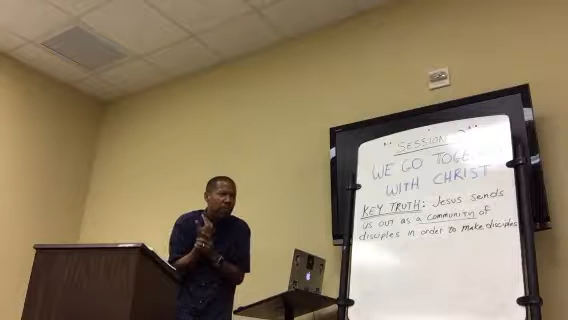 " SESSION
WE GO TOGETHER
WITH CHRIST
KEY TRUTH: Jesus sends
us out as a community of
disciples in order to make disciples